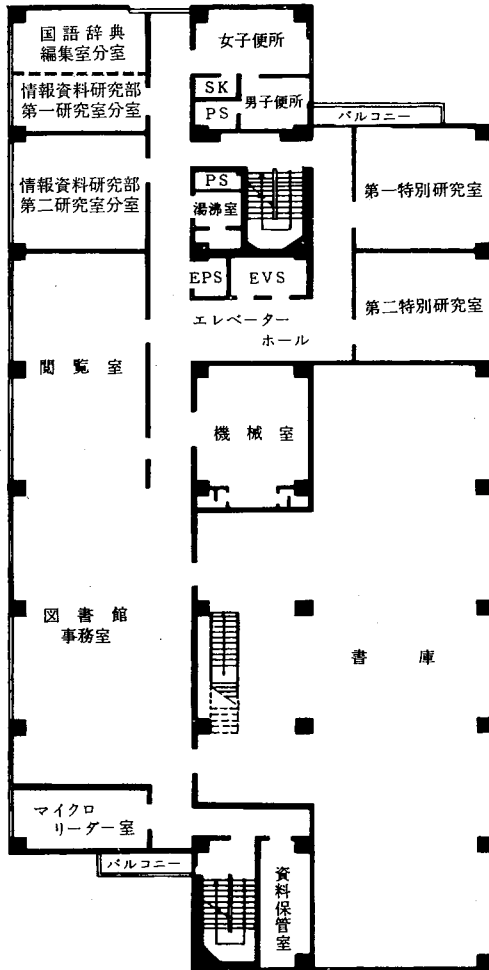 国語辞典
編集室分室
女子便所
情報資料研究部
第一研究室分室
SK
PS
男子便所
バルコニー
情報資料研究部
第二研究室分室
PS
湯沸室
第一特別研究室
EPS
EVS
エレベーター
ホール
第二特別研究室
閲覧室
機械室
図書館
事務室
書庫
マイクロ
リーダー室
バルコニー
資料保管室